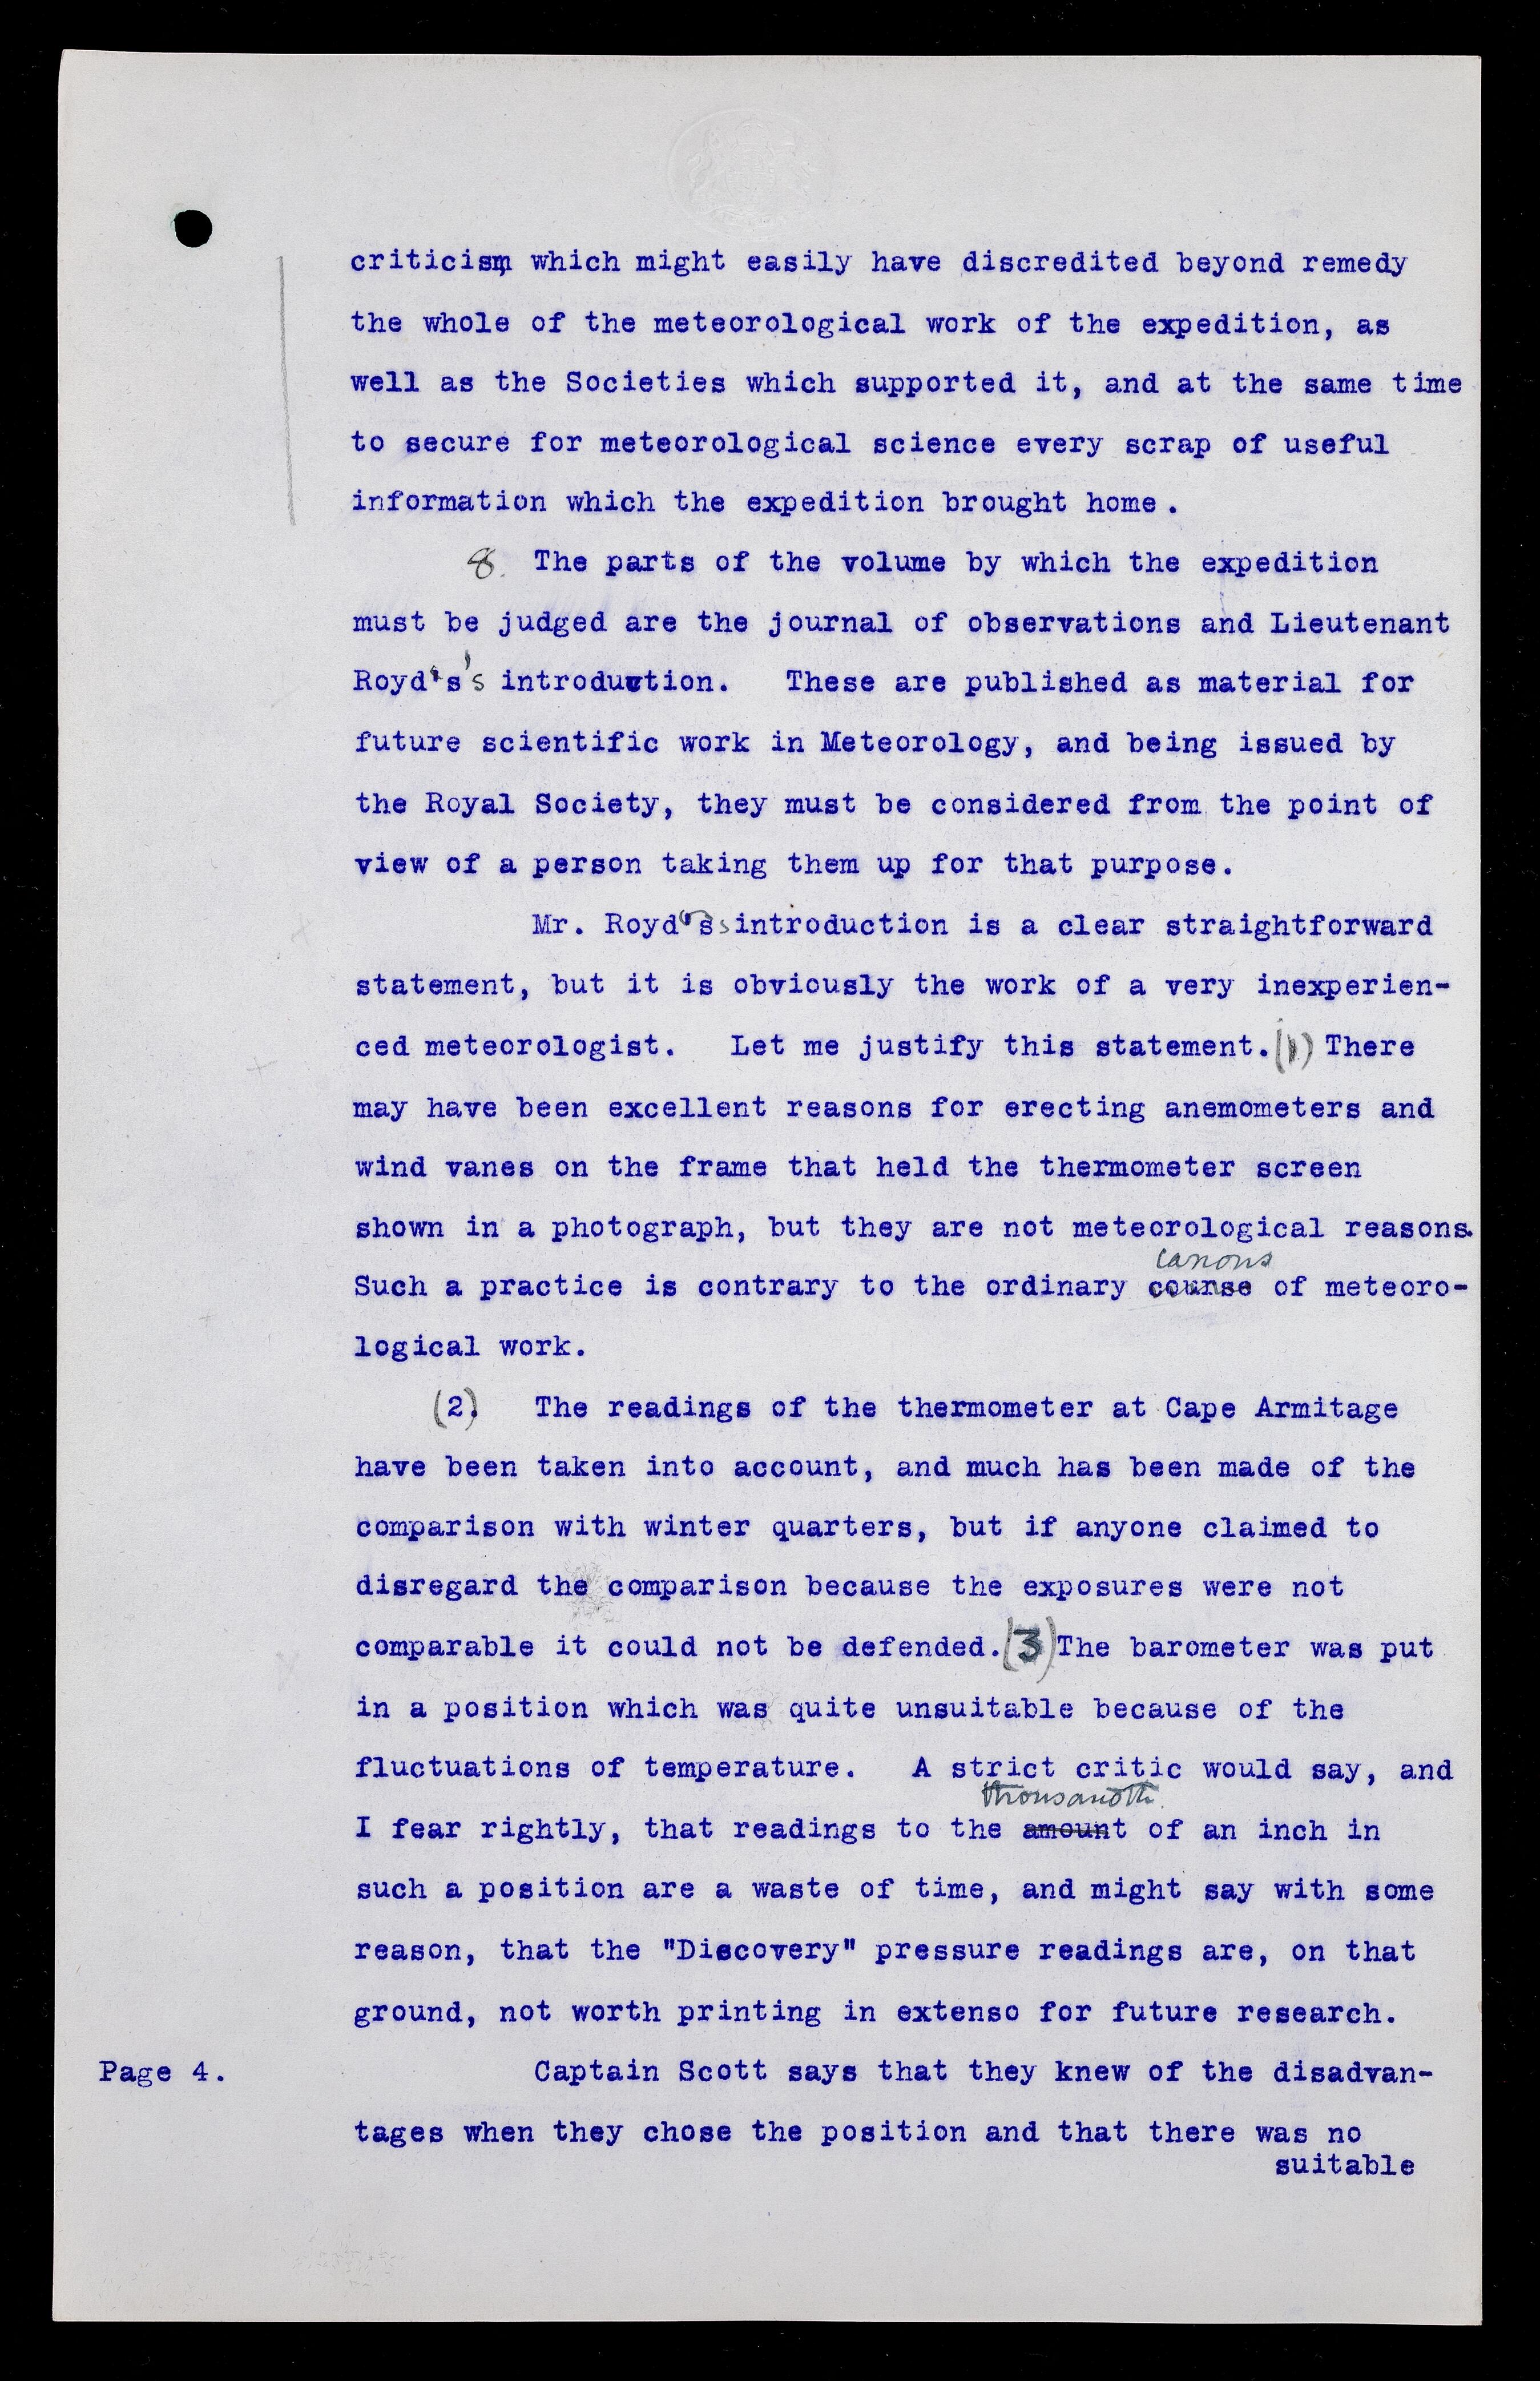 criticism which might easily have discredited beyond remedy
the whole of the meteorological work of the expedition, as
well as the Societies which supported it, and at the same time
to secure for meteorological science every scrap of useful
information which the expedition brought home.
8. The parts of the volume by which the expedition
must be judged are the journal of observations and Lieutenant
Royds's introduction. These are published as material for
future scientific work in Meteorology, and being issued by
the Royal Society, they must be considered from the point of
view of a person taking them up for that purpose.
Mr. Royds's introduction is a clear straightforward
statement, but it is obviously the work of a very inexperien-
ced meteorologist. Let me justify this statement. (1) There
may have been excellent reasons for erecting anemometers and
wind vanes on the frame that held the thermometer screen
shown in a photograph, but they are not meteorological reasons.
canons
Such a practice is contrary to the ordinary course of meteoro-
logical work.
(2). The readings of the thermometer at Cape Armitage
have been taken into account, and much has been made of the
comparison with winter quarters, but if anyone claimed to
disregard the comparison because the exposures were not
comparable it could not be defended. (3) The barometer was put
in a position which was quite unsuitable because of the
fluctuations of temperature. A strict critic would say, and
thousandth
I fear rightly, that readings to the amount of an inch in
such a position are a waste of time, and might say with some
reason, that the "Discovery" pressure readings are, on that
ground, not worth printing in extenso for future research.
Page 4. Captain Scott says that they knew of the disadvan-
tages when they chose the position and that there was no
suitable